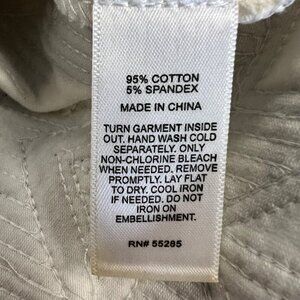 95% COTTON
5% SPANDEX
MADE IN CHINA
TURN GARMENT INSIDE
OUT. HAND WASH COLD
SEPARATELY. ONLY
NON-CHLORINE BLEACH
WHEN NEEDED. REMOVE
PROMPTLY. LAY FLAT
TO DRY. COOL IRON
IF NEEDED. DO NOT
IRON ON
EMBELLISHMENT.
RN# 55285